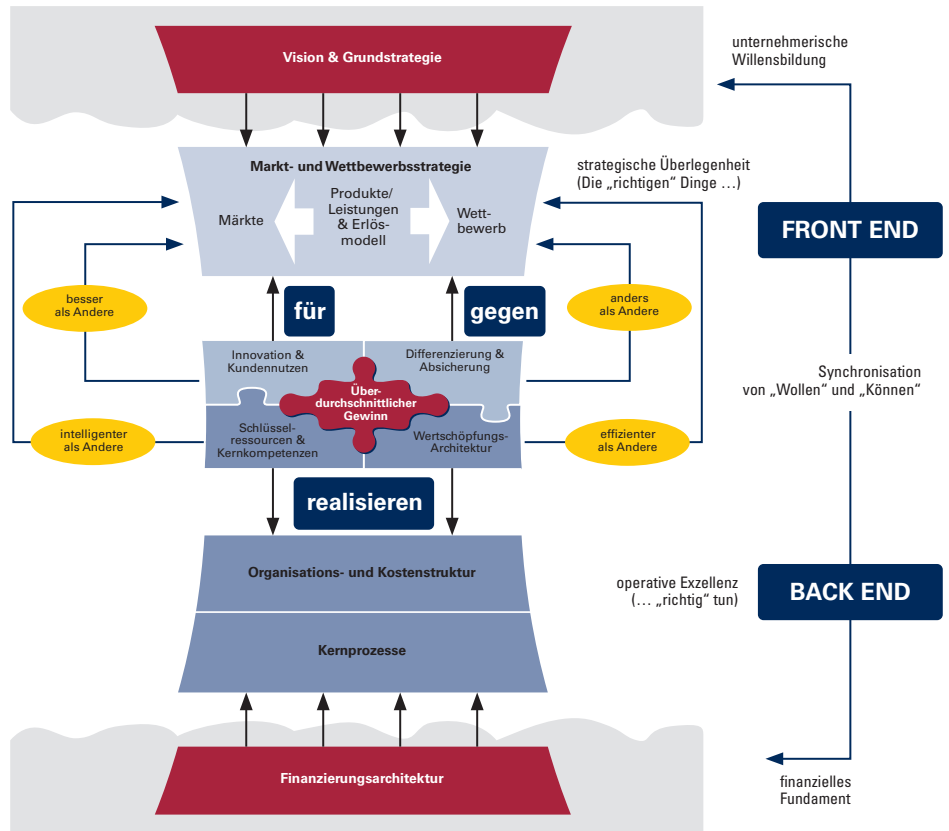 unternehmerische
Willensbildung
Vision & Grundstrategie
Markt- und Wettbewerbsstrategie
strategische Überlegenheit
(Die „richtigen“ Dinge …)
Märkte
Produkte/
Leistungen
& Erlös-
modell
Wett-
bewerb
FRONT END
besser
als Andere
für
gegen
anders
als Andere
Innovation &
Kundennutzen
Differenzierung &
Absicherung
Über-
durchschnittlicher
Gewinn
Synchronisation
von „Wollen“ und „Können“
intelligenter
als Andere
Schlüssel-
ressourcen &
Kernkompetenzen
Wertschöpfungs-
Architektur
effizienter
als Andere
realisieren
Organisations- und Kostenstruktur
operative Exzellenz
(… „richtig“ tun)
BACK END
Kernprozesse
Finanzierungsarchitektur
finanzielles
Fundament